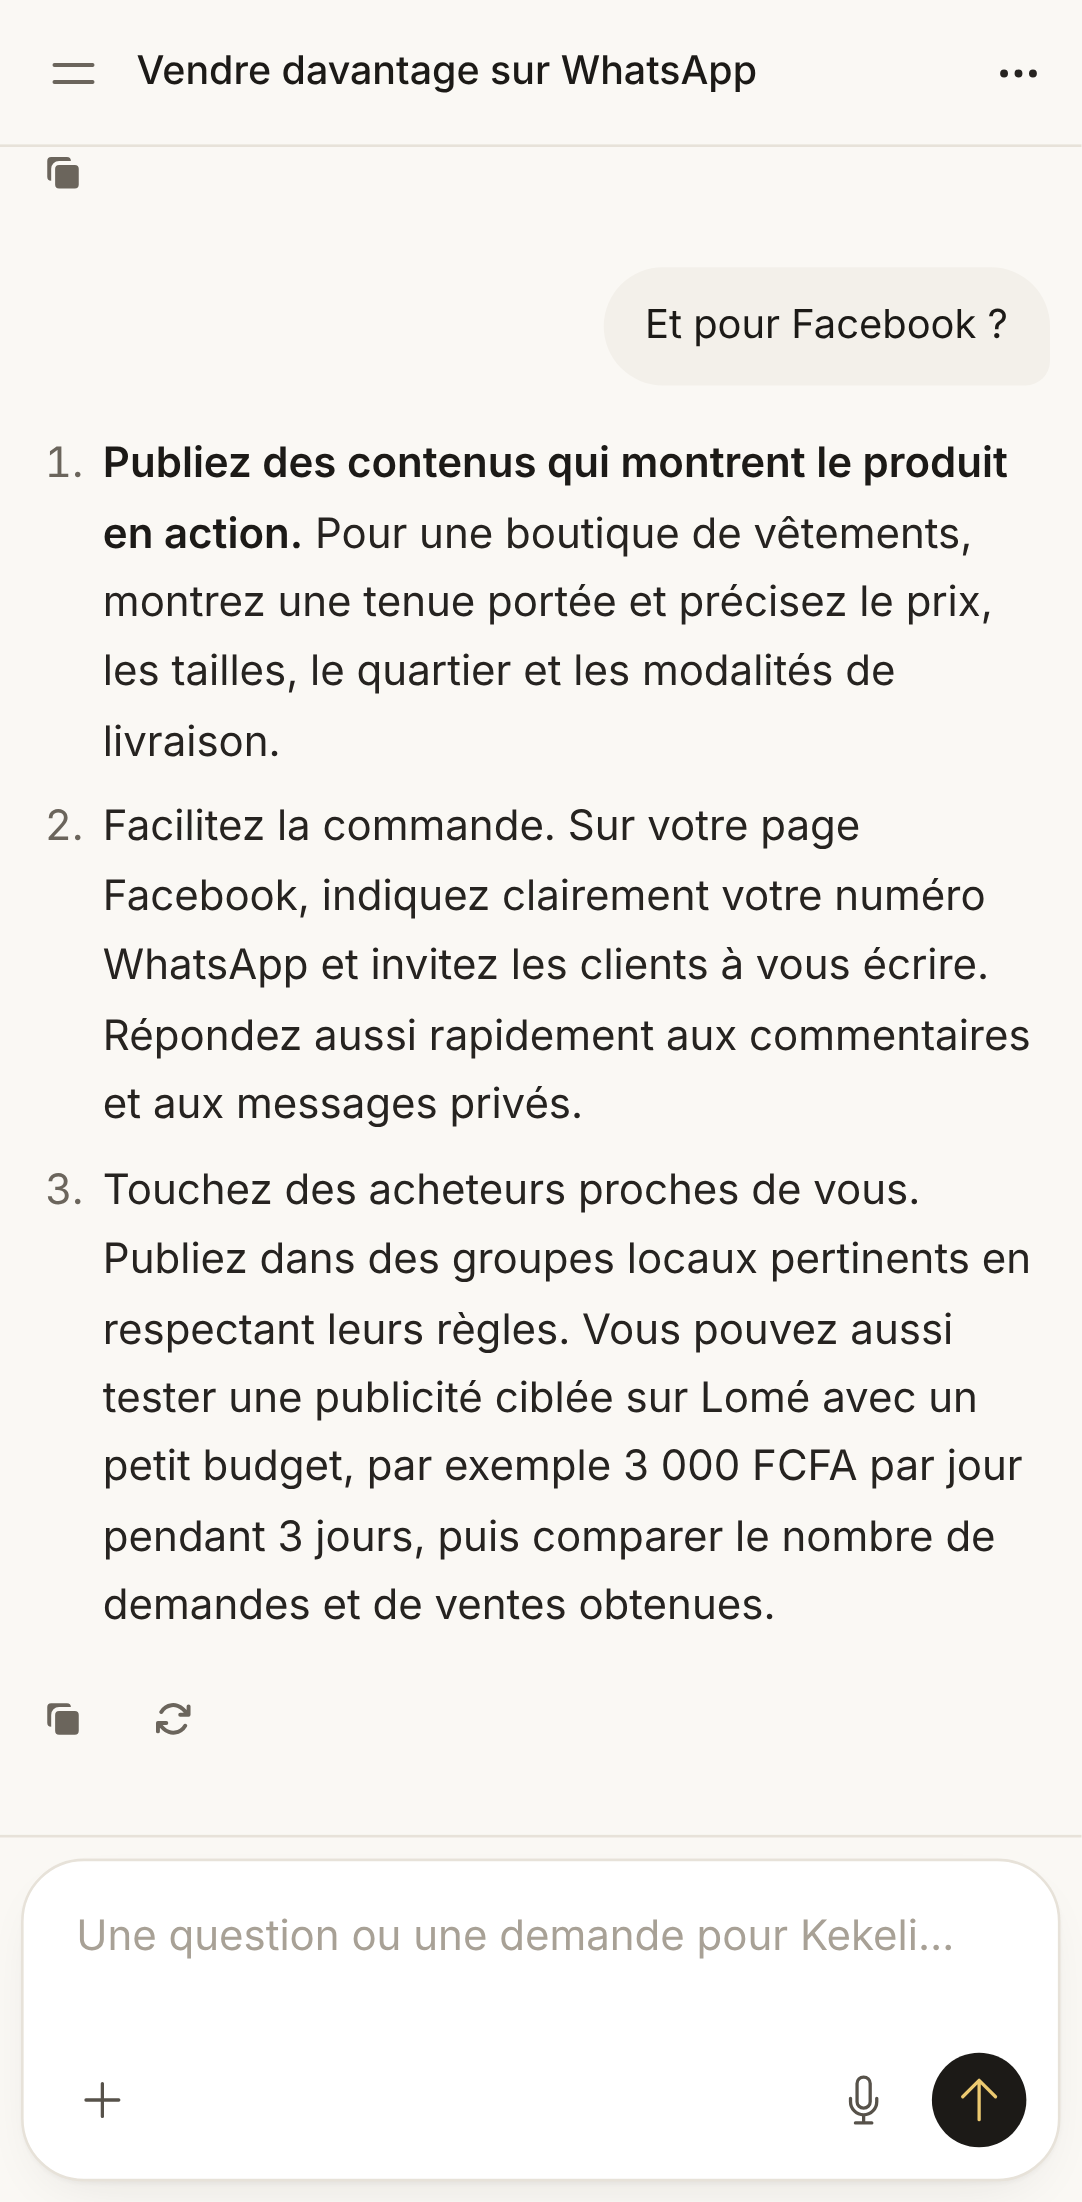 Vendre davantage sur WhatsApp
Et pour Facebook ?
1. Publiez des contenus qui montrent le produit
en action. Pour une boutique de vêtements,
montrez une tenue portée et précisez le prix,
les tailles, le quartier et les modalités de
livraison.
2. Facilitez la commande. Sur votre page
Facebook, indiquez clairement votre numéro
WhatsApp et invitez les clients à vous écrire.
Répondez aussi rapidement aux commentaires
et aux messages privés.
3. Touchez des acheteurs proches de vous.
Publiez dans des groupes locaux pertinents en
respectant leurs règles. Vous pouvez aussi
tester une publicité ciblée sur Lomé avec un
petit budget, par exemple 3 000 FCFA par jour
pendant 3 jours, puis comparer le nombre de
demandes et de ventes obtenues.
Une question ou une demande pour Kekeli...